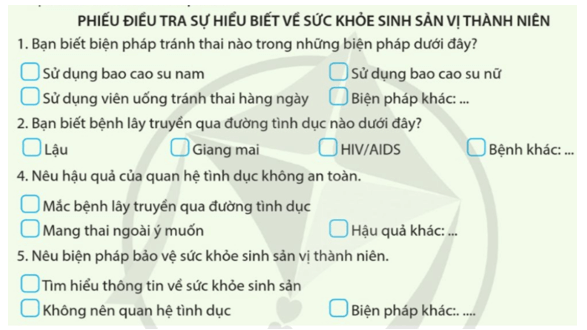 PHIẾU ĐIỀU TRA SỰ HIỂU BIẾT VỀ SỨC KHỎE SINH SẢN VỊ THÀNH NIÊN
1. Bạn biết biện pháp tránh thai nào trong những biện pháp dưới đây?
Sử dụng bao cao su nam Sử dụng bao cao su nữ
Sử dụng viên uống tránh thai hàng ngày Biện pháp khác: ...
2. Bạn biết bệnh lây truyền qua đường tình dục nào dưới đây?
Lậu Giang mai HIV/AIDS Bệnh khác: ...
4. Nêu hậu quả của quan hệ tình dục không an toàn.
Mắc bệnh lây truyền qua đường tình dục
Mang thai ngoài ý muốn Hậu quả khác: ...
5. Nêu biện pháp bảo vệ sức khỏe sinh sản vị thành niên.
Tìm hiểu thông tin về sức khỏe sinh sản
Không nên quan hệ tình dục Biện pháp khác:. ....